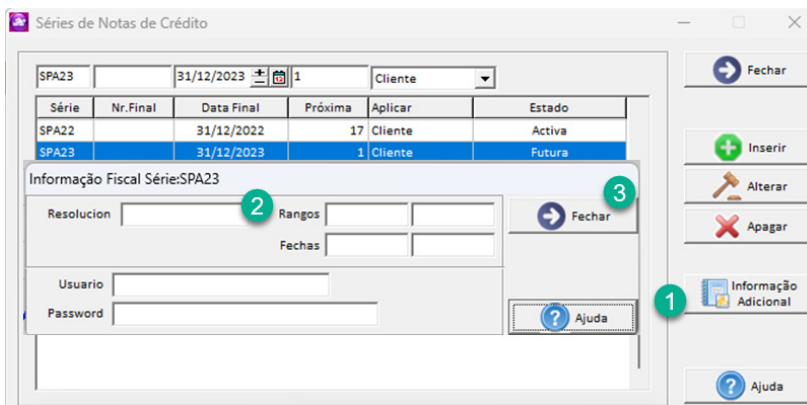 Séries de Notas de Crédito
SPA23 31/12/2023 1 Cliente
Fechar
Série Nr.Final Data Final Próxima Aplicar Estado
SPA22 31/12/2022 17 Cliente Activa
SPA23 31/12/2023 1 Cliente Futura
Inserir
Alterar
Apagar
Informação Adicional
1
Ajuda
Informação Fiscal Série:SPA23
Resolucion 2 Rangos
Fechas
3
Fechar
Usuario
Password
Ajuda